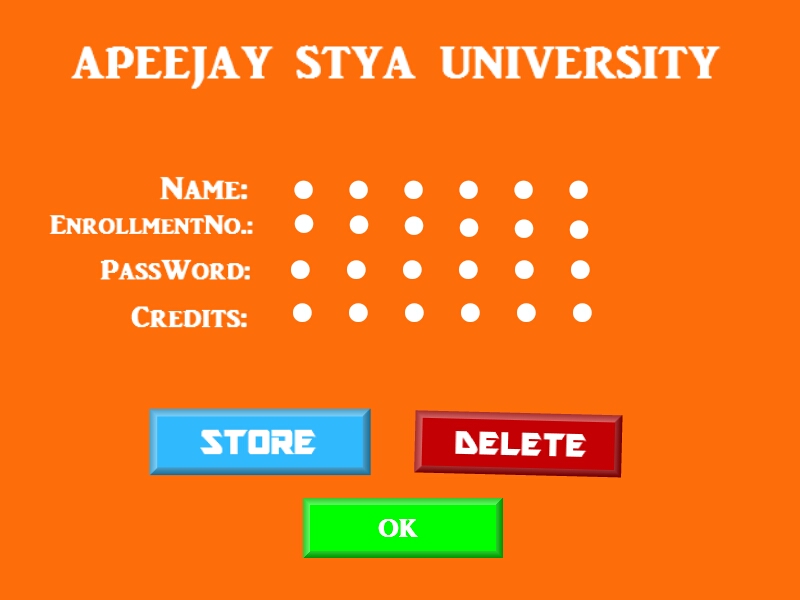 APEEJAY STYA UNIVERSITY
NAME:
ENROLLMENTNO.:
PASSWORD:
CREDITS:
STORE
DELETE
OK